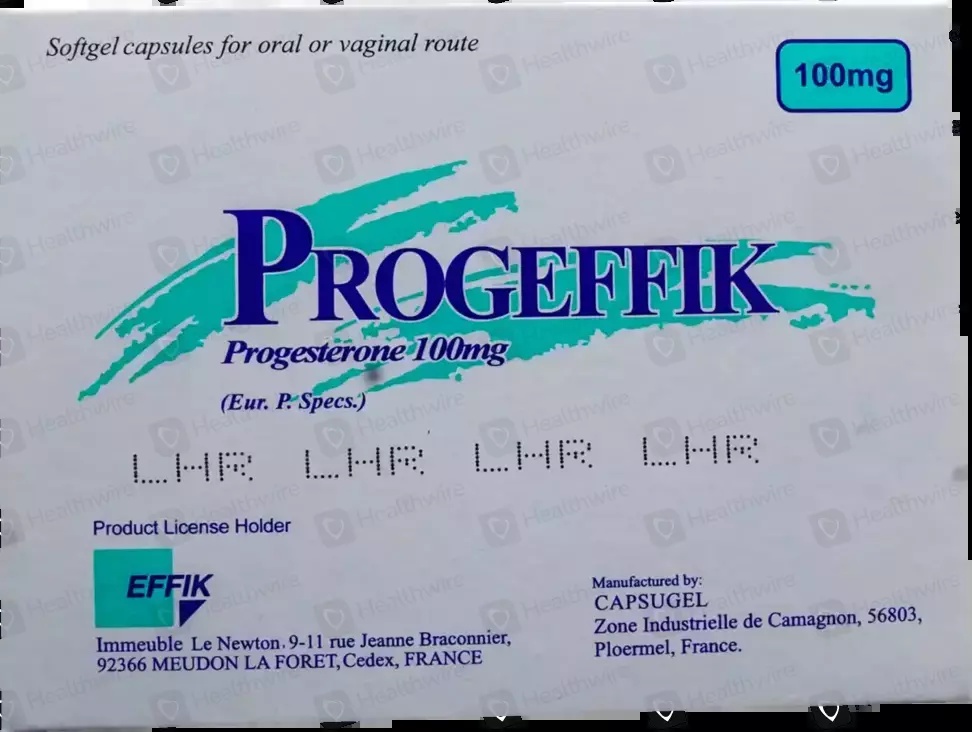 Softgel capsules for oral or vaginal route
100mg
PROGEFFIK
Progesterone 100mg
(Eur. P. Specs.)
LHR LHR LHR LHR
Product License Holder
EFFIK
Immeuble Le Newton, 9-11 rue Jeanne Braconnier,
92366 MEUDON LA FORET, Cedex, FRANCE
Manufactured by:
CAPSUGEL
Zone Industrielle de Camagnon, 56803,
Ploermel, France.
Healthwire